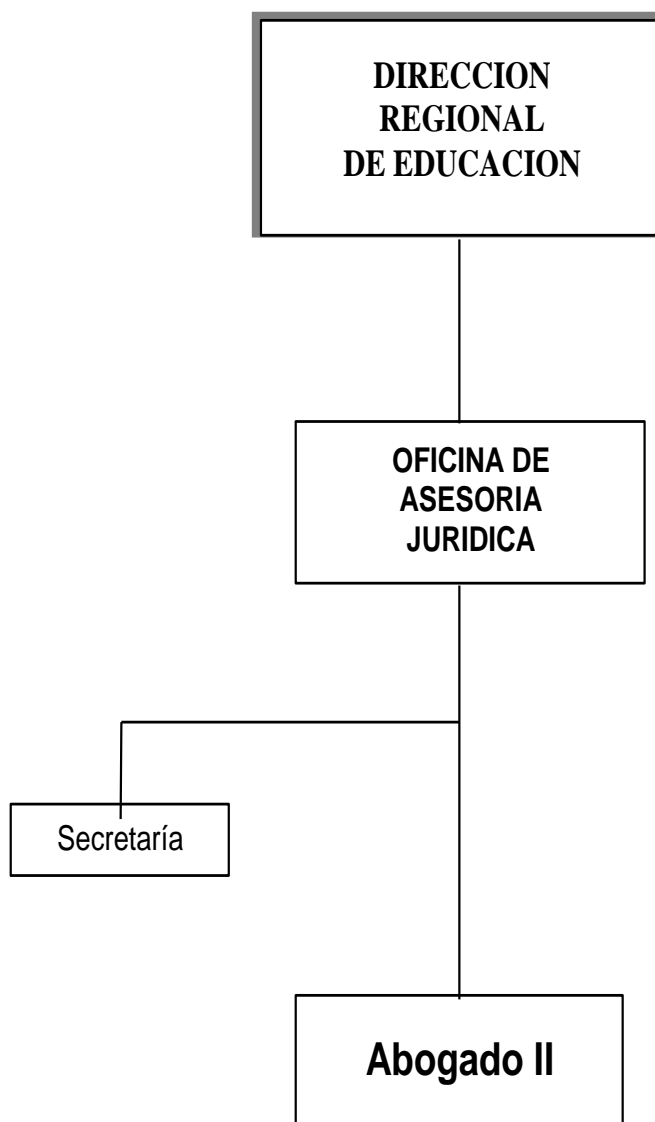 DIRECCION
REGIONAL
DE EDUCACION
OFICINA DE
ASESORIA
JURIDICA
Secretaría
Abogado II